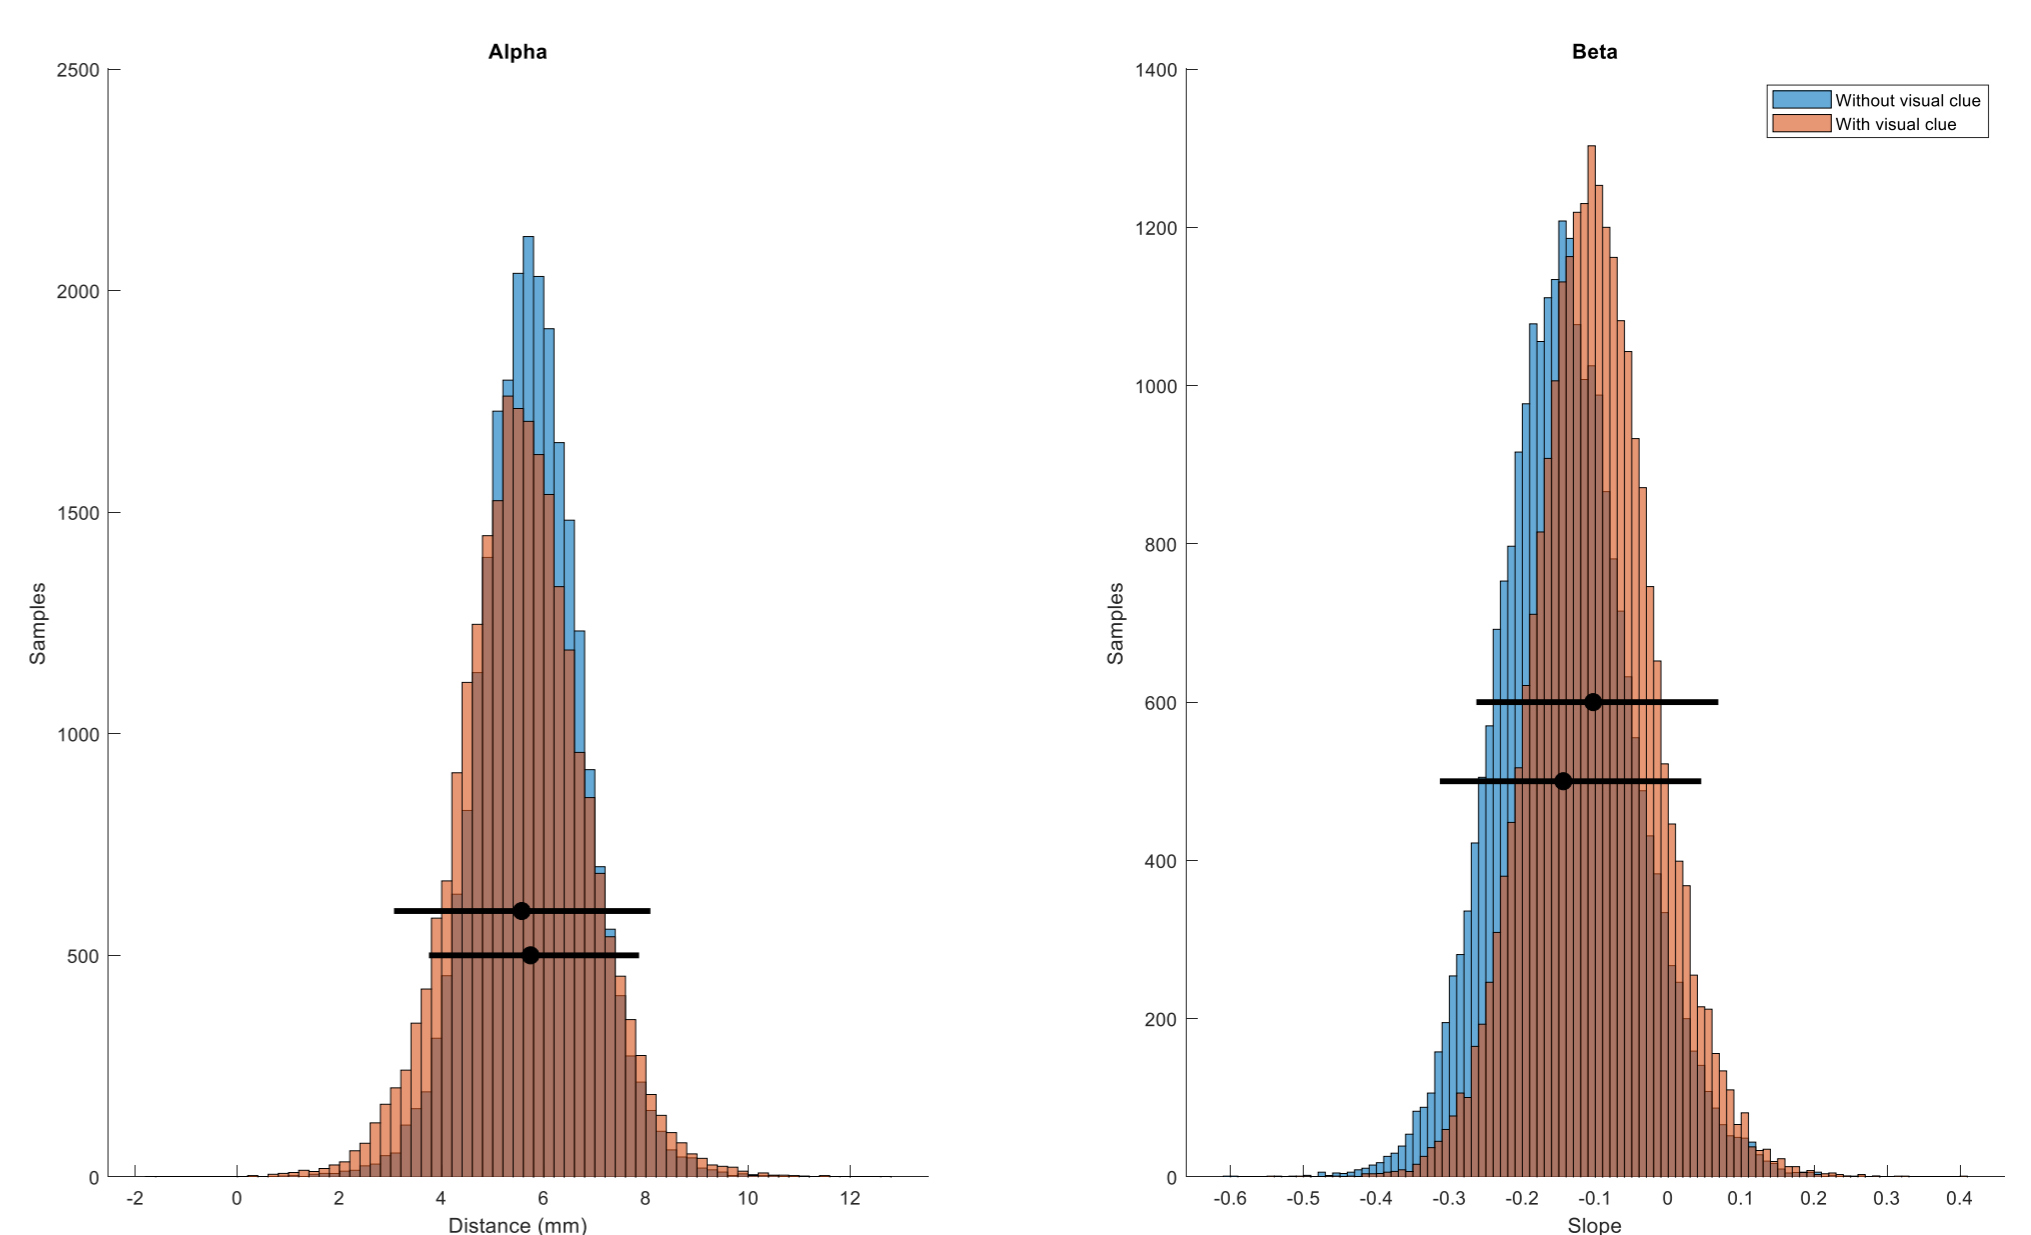 Alpha
2500
2000
1500
1000
500
0
Samples
-2 0 2 4 6 8 10 12
Distance (mm)
Beta
1400
1200
1000
800
600
400
200
0
Samples
-0.6 -0.5 -0.4 -0.3 -0.2 -0.1 0 0.1 0.2 0.3 0.4
Slope
Without visual clue
With visual clue